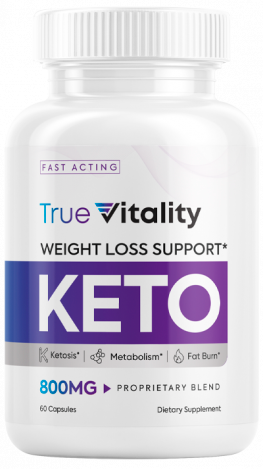 FAST ACTING
True Vitality
WEIGHT LOSS SUPPORT*
KETO
Ketosis* | Metabolism* | Fat Burn*
800MG ▶ PROPRIETARY BLEND
60 Capsules Dietary Supplement